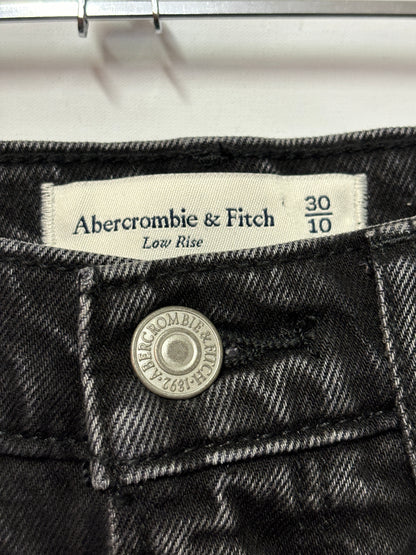 Abercrombie & Fitch
Low Rise
30
10
ABERCROMBIE & FITCH · 1892 ·